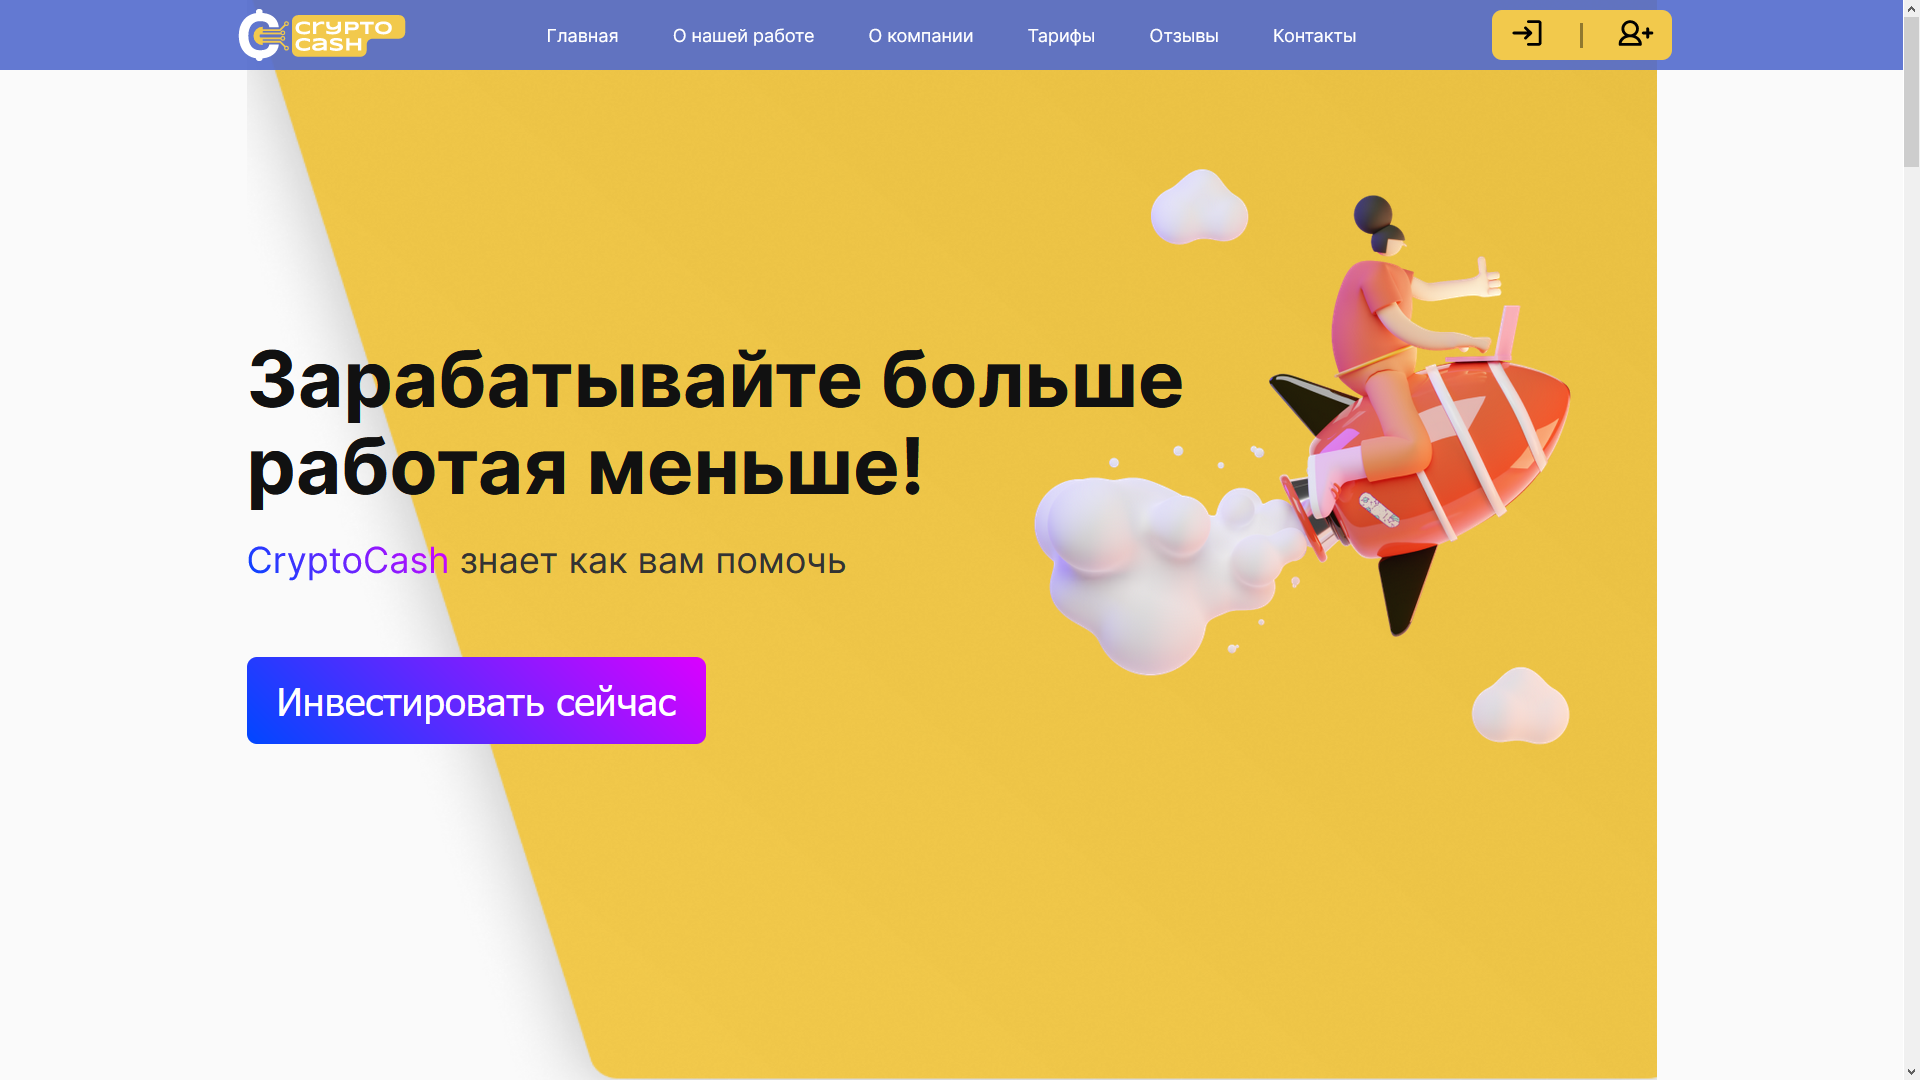 CRYPTO
CASH
Главная
О нашей работе
О компании
Тарифы
Отзывы
Контакты
Зарабатывайте больше
работая меньше!
CryptoCash знает как вам помочь
Инвестировать сейчас